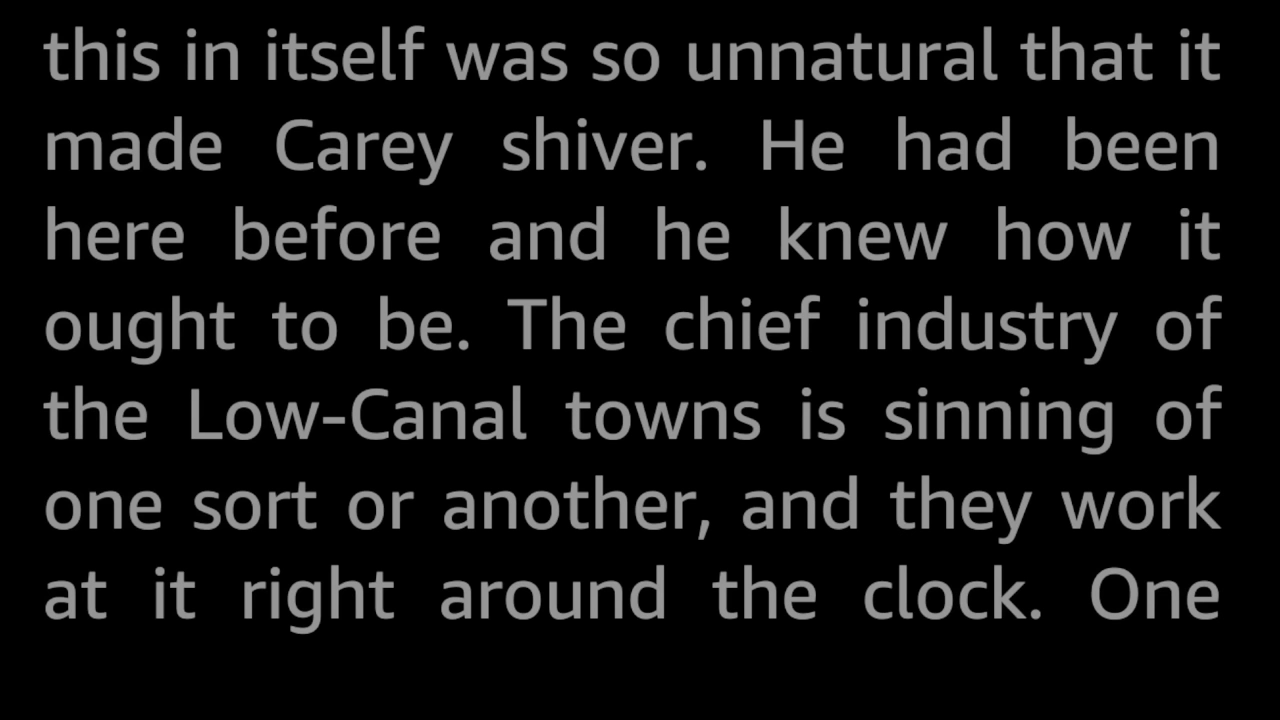 this in itself was so unnatural that it
made Carey shiver. He had been
here before and he knew how it
ought to be. The chief industry of
the Low-Canal towns is sinning of
one sort or another, and they work
at it right around the clock. One